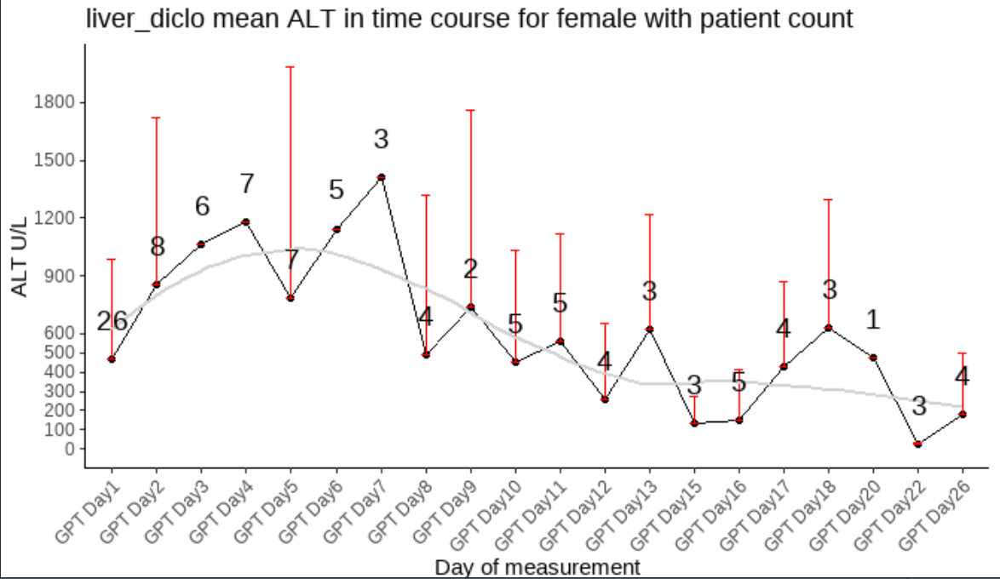 liver_diclo mean ALT in time course for female with patient count
ALT U/L
1800
1500
1200
900
600
500
400
300
200
100
0
26
8
6
7
7
5
3
4
2
5
5
4
3
3
5
4
3
1
3
4
GPT Day1
GPT Day2
GPT Day3
GPT Day4
GPT Day5
GPT Day6
GPT Day7
GPT Day8
GPT Day9
GPT Day10
GPT Day11
GPT Day12
GPT Day13
GPT Day15
GPT Day16
GPT Day17
GPT Day18
GPT Day20
GPT Day22
GPT Day26
Day of measurement